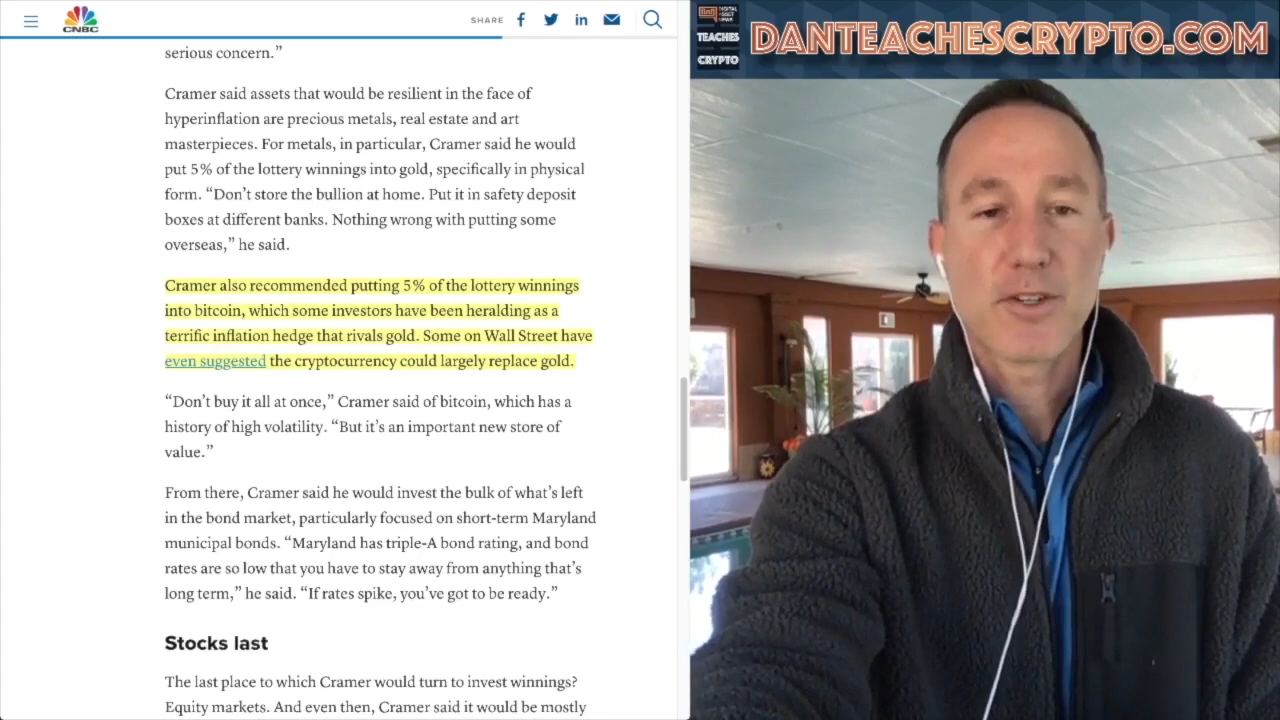 CNBC
SHARE
serious concern.”
Cramer said assets that would be resilient in the face of
hyperinflation are precious metals, real estate and art
masterpieces. For metals, in particular, Cramer said he would
put 5% of the lottery winnings into gold, specifically in physical
form. “Don’t store the bullion at home. Put it in safety deposit
boxes at different banks. Nothing wrong with putting some
overseas,” he said.
Cramer also recommended putting 5% of the lottery winnings
into bitcoin, which some investors have been heralding as a
terrific inflation hedge that rivals gold. Some on Wall Street have
even suggested the cryptocurrency could largely replace gold.
“Don’t buy it all at once,” Cramer said of bitcoin, which has a
history of high volatility. “But it’s an important new store of
value.”
From there, Cramer said he would invest the bulk of what’s left
in the bond market, particularly focused on short-term Maryland
municipal bonds. “Maryland has triple-A bond rating, and bond
rates are so low that you have to stay away from anything that’s
long term,” he said. “If rates spike, you’ve got to be ready.”
Stocks last
The last place to which Cramer would turn to invest winnings?
Equity markets. And even then, Cramer said it would be mostly
DIGITAL
ASSET
NEWS
TEACHES
CRYPTO
DANTEACHESCRYPTO.COM